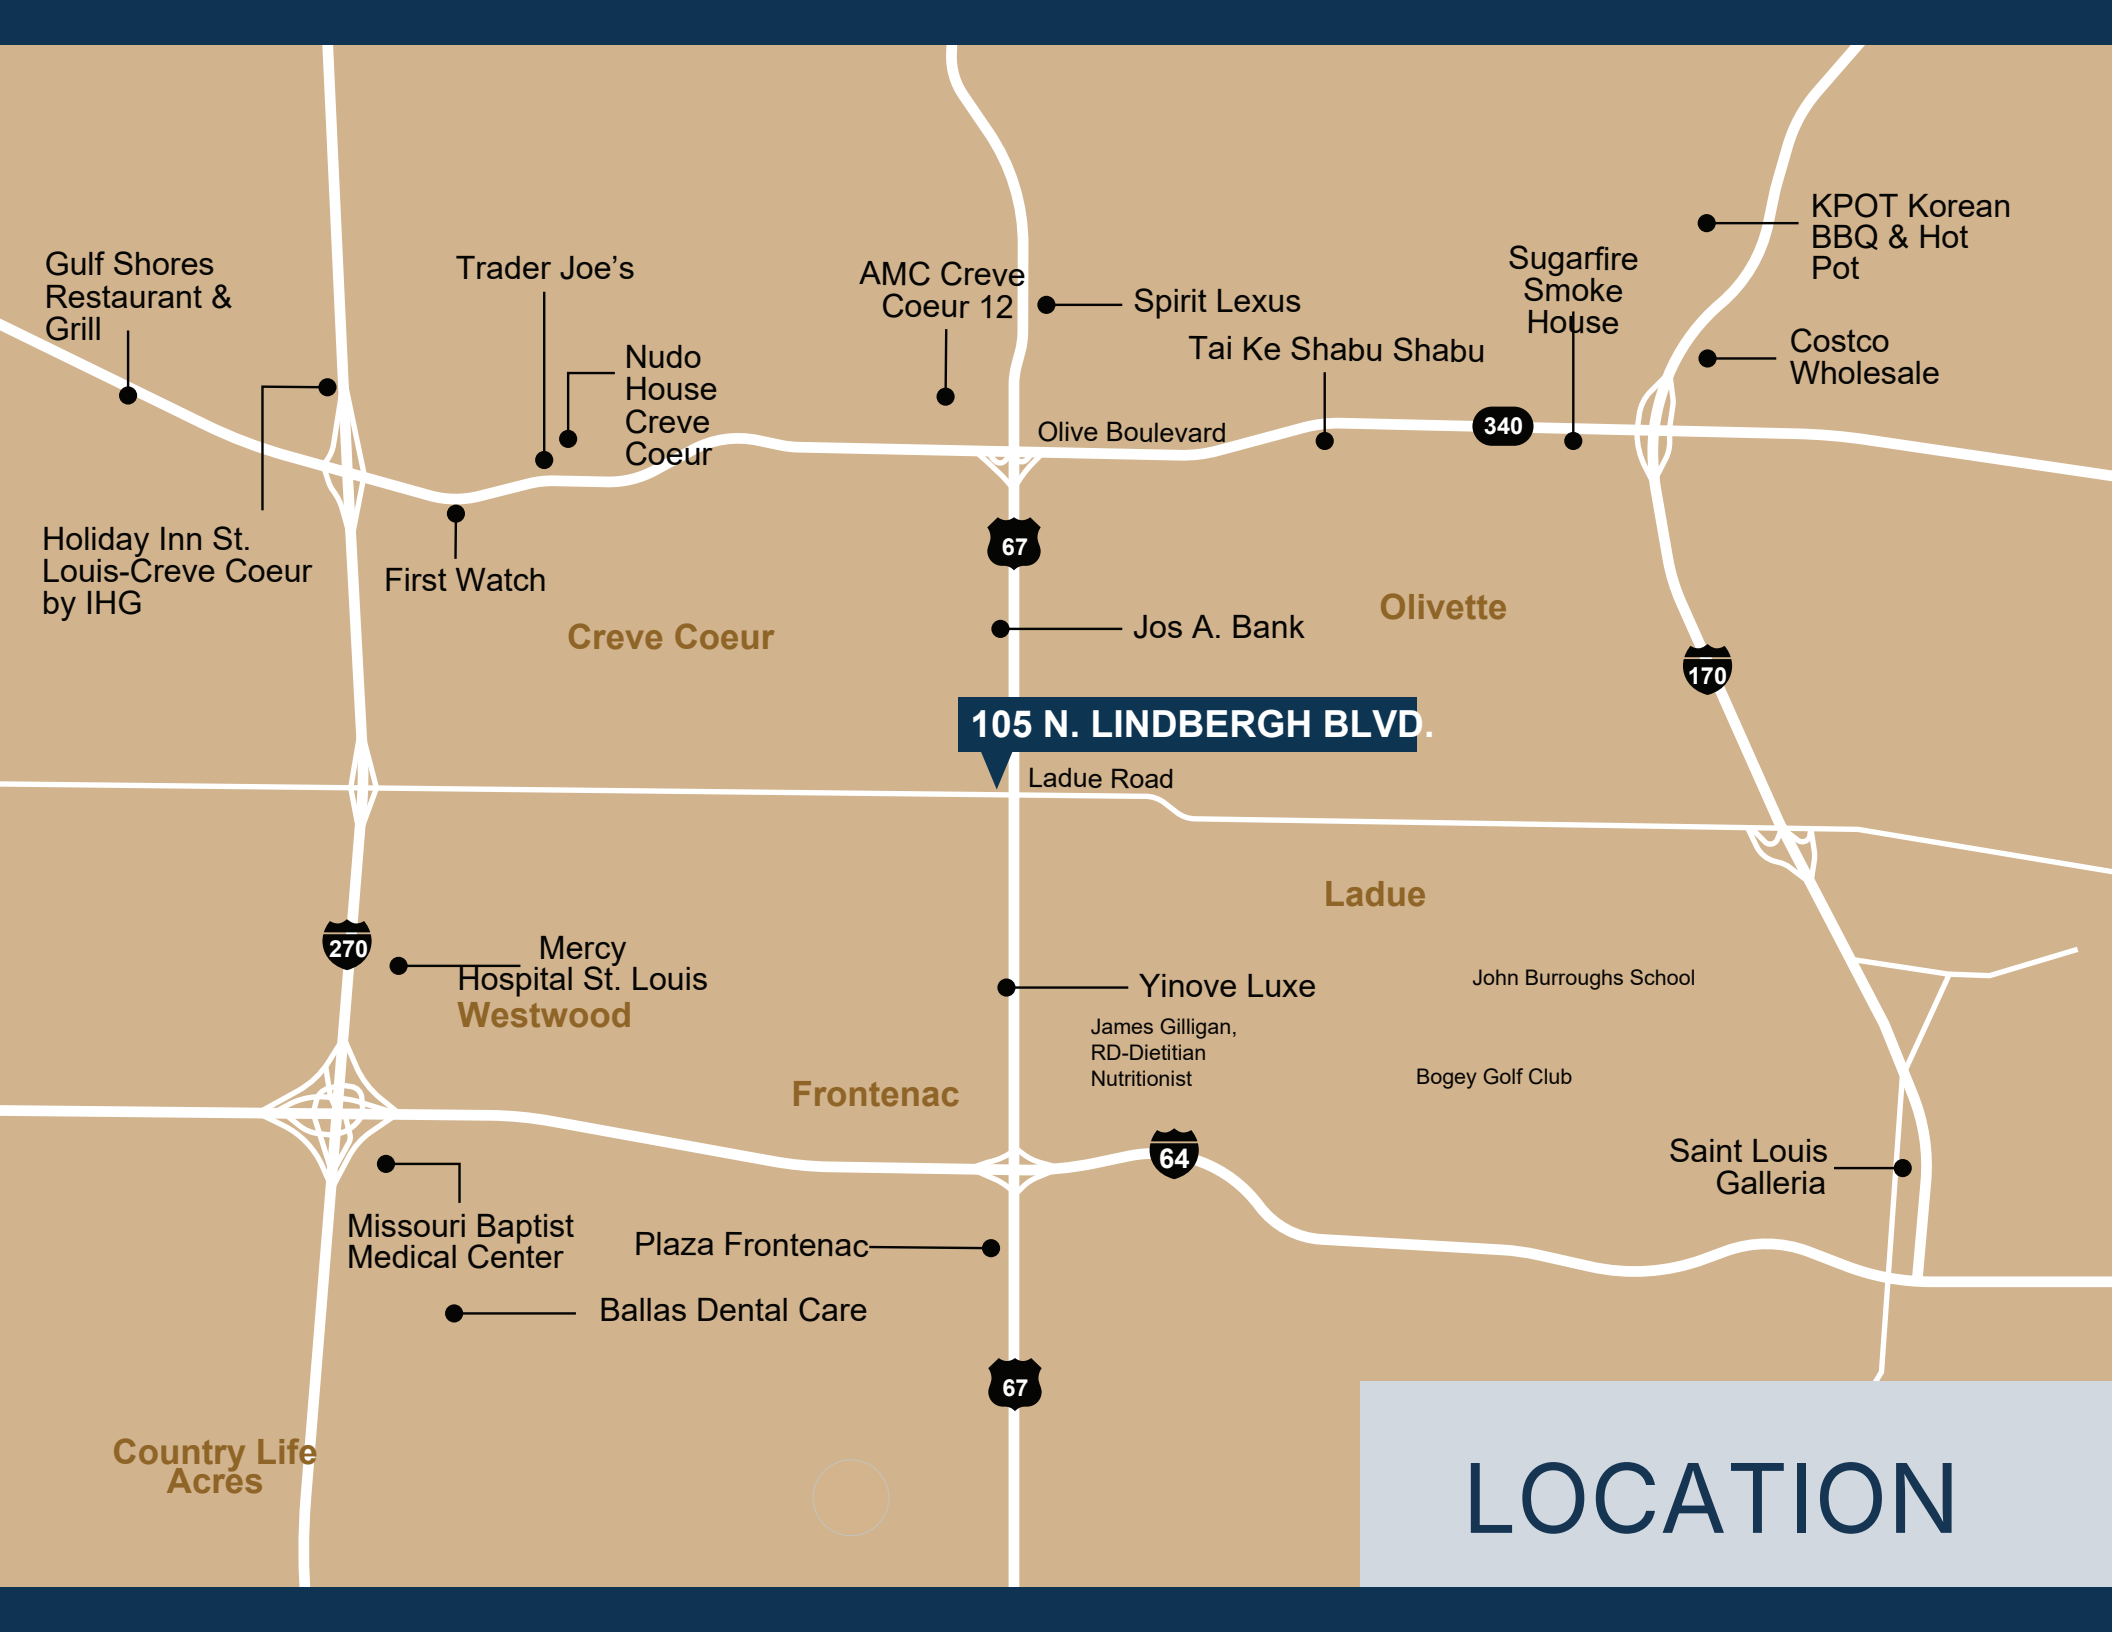 KPOT Korean
BBQ & Hot
Pot
Gulf Shores
Restaurant &
Grill
Trader Joe’s
AMC Creve
Coeur 12
Spirit Lexus
Sugarfire
Smoke
House
Tai Ke Shabu Shabu
Costco
Wholesale
Nudo
House
Creve
Coeur
Olive Boulevard
340
Holiday Inn St.
Louis-Creve Coeur
by IHG
First Watch
67
Creve Coeur
Jos A. Bank
Olivette
170
105 N. LINDBERGH BLVD.
Ladue Road
Ladue
270
Mercy
Hospital St. Louis
Westwood
Yinove Luxe
John Burroughs School
James Gilligan,
RD-Dietitian
Nutritionist
Bogey Golf Club
Frontenac
64
Saint Louis
Galleria
Missouri Baptist
Medical Center
Plaza Frontenac
Ballas Dental Care
67
Country Life
Acres
LOCATION